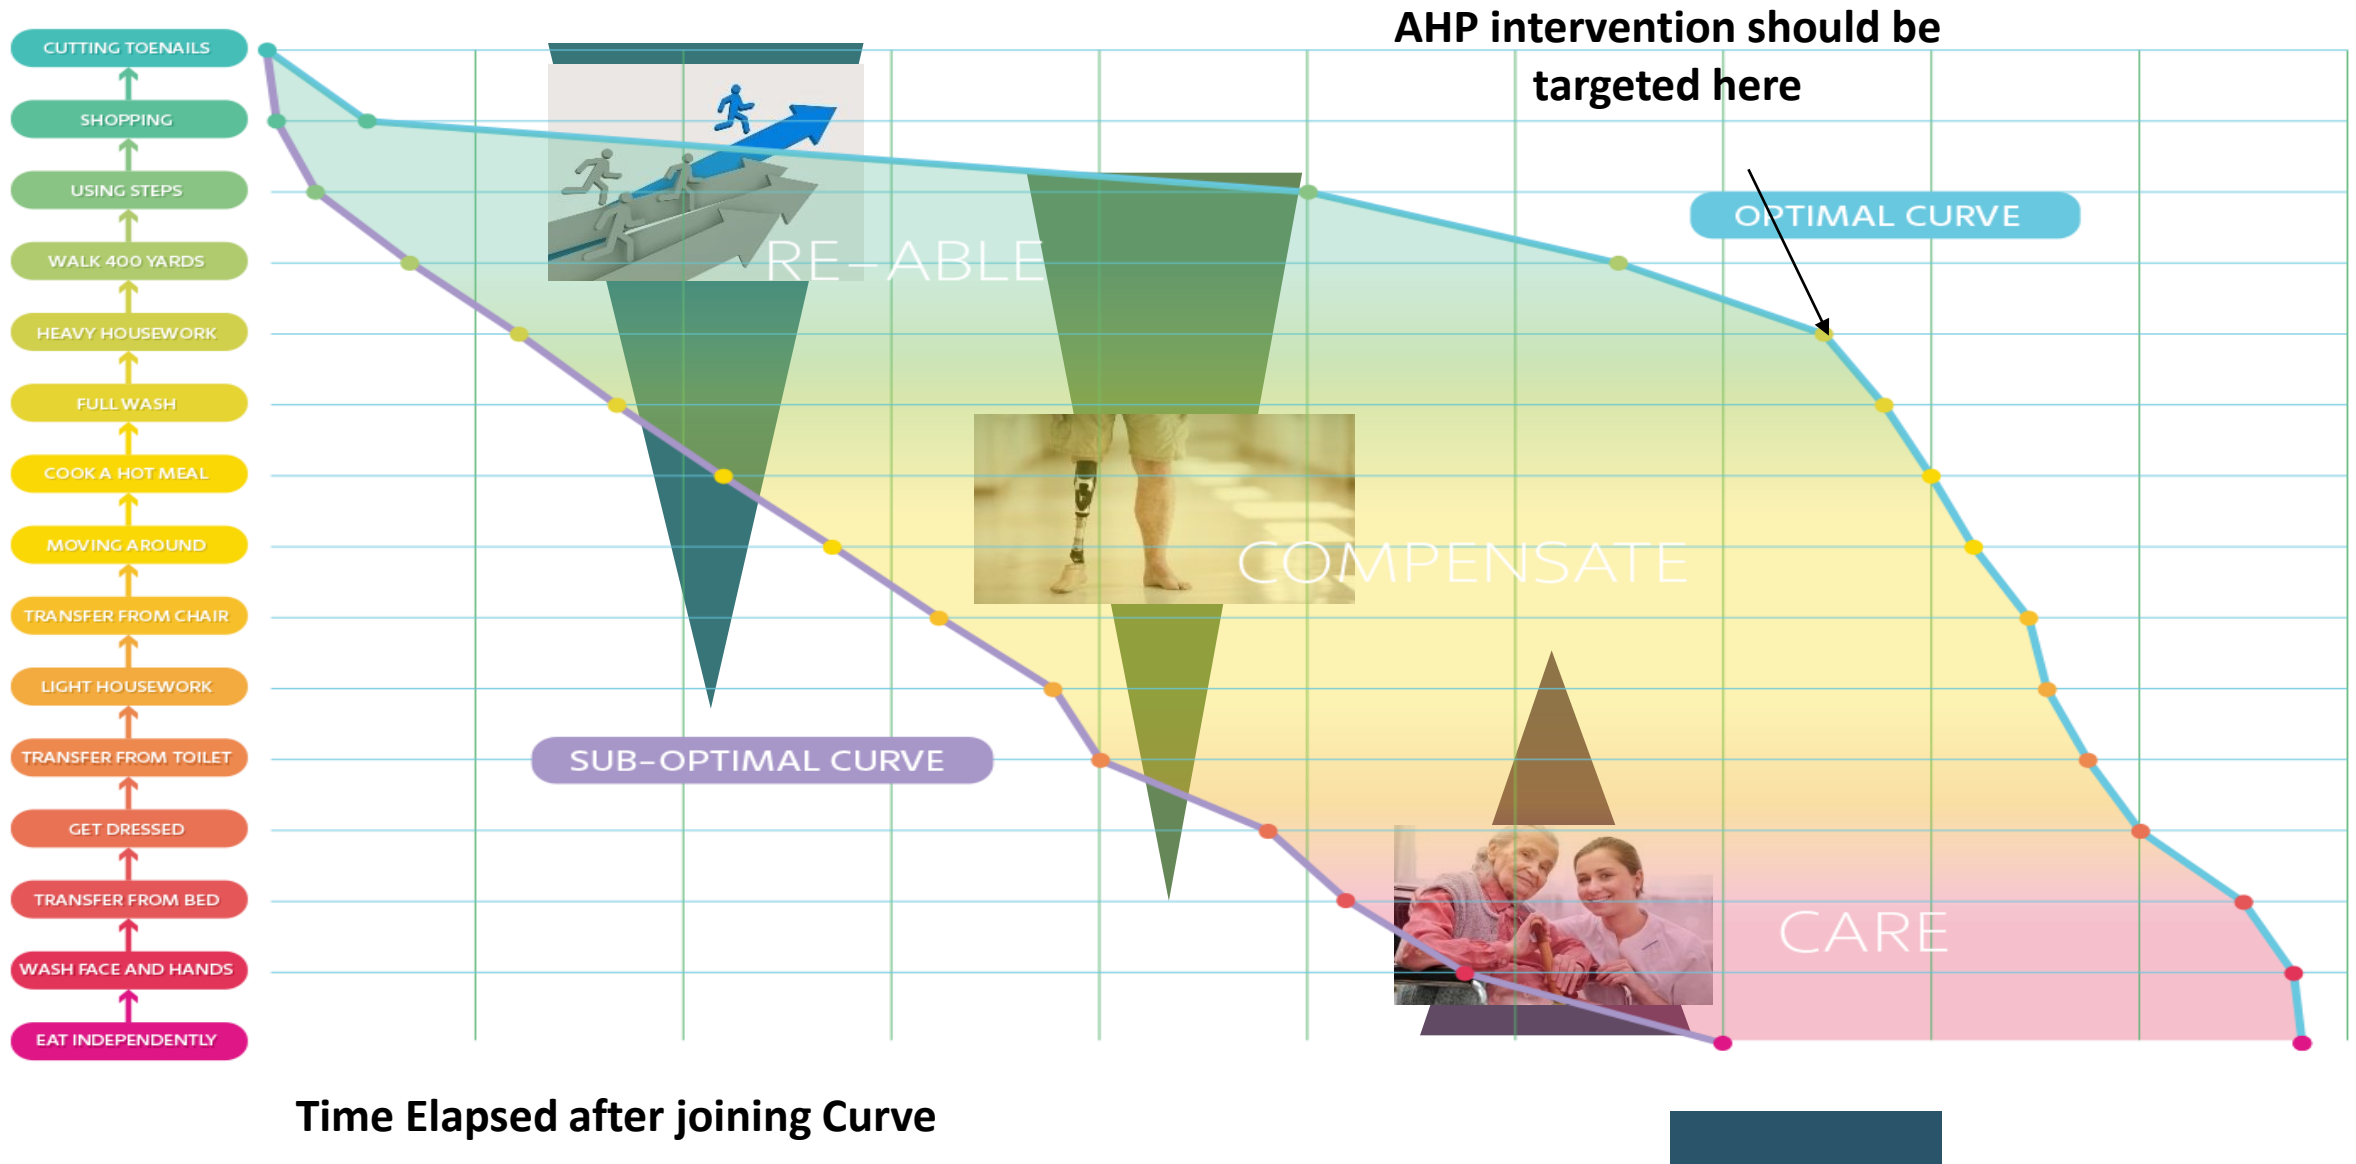 AHP intervention should be
targeted here
CUTTING TOENAILS
SHOPPING
USING STEPS
WALK 400 YARDS
HEAVY HOUSEWORK
FULL WASH
COOK A HOT MEAL
MOVING AROUND
TRANSFER FROM CHAIR
LIGHT HOUSEWORK
TRANSFER FROM TOILET
GET DRESSED
TRANSFER FROM BED
WASH FACE AND HANDS
EAT INDEPENDENTLY
OPTIMAL CURVE
RE-ABLE
COMPENSATE
SUB-OPTIMAL CURVE
CARE
Time Elapsed after joining Curve